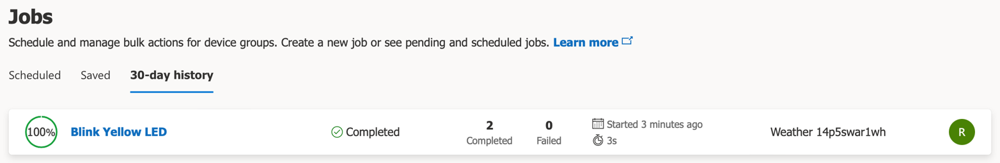 Jobs
Schedule and manage bulk actions for device groups. Create a new job or see pending and scheduled jobs. Learn more
Scheduled Saved 30-day history
100% Blink Yellow LED Completed 2 Completed 0 Failed Started 3 minutes ago 3s Weather 14p5swar1wh R